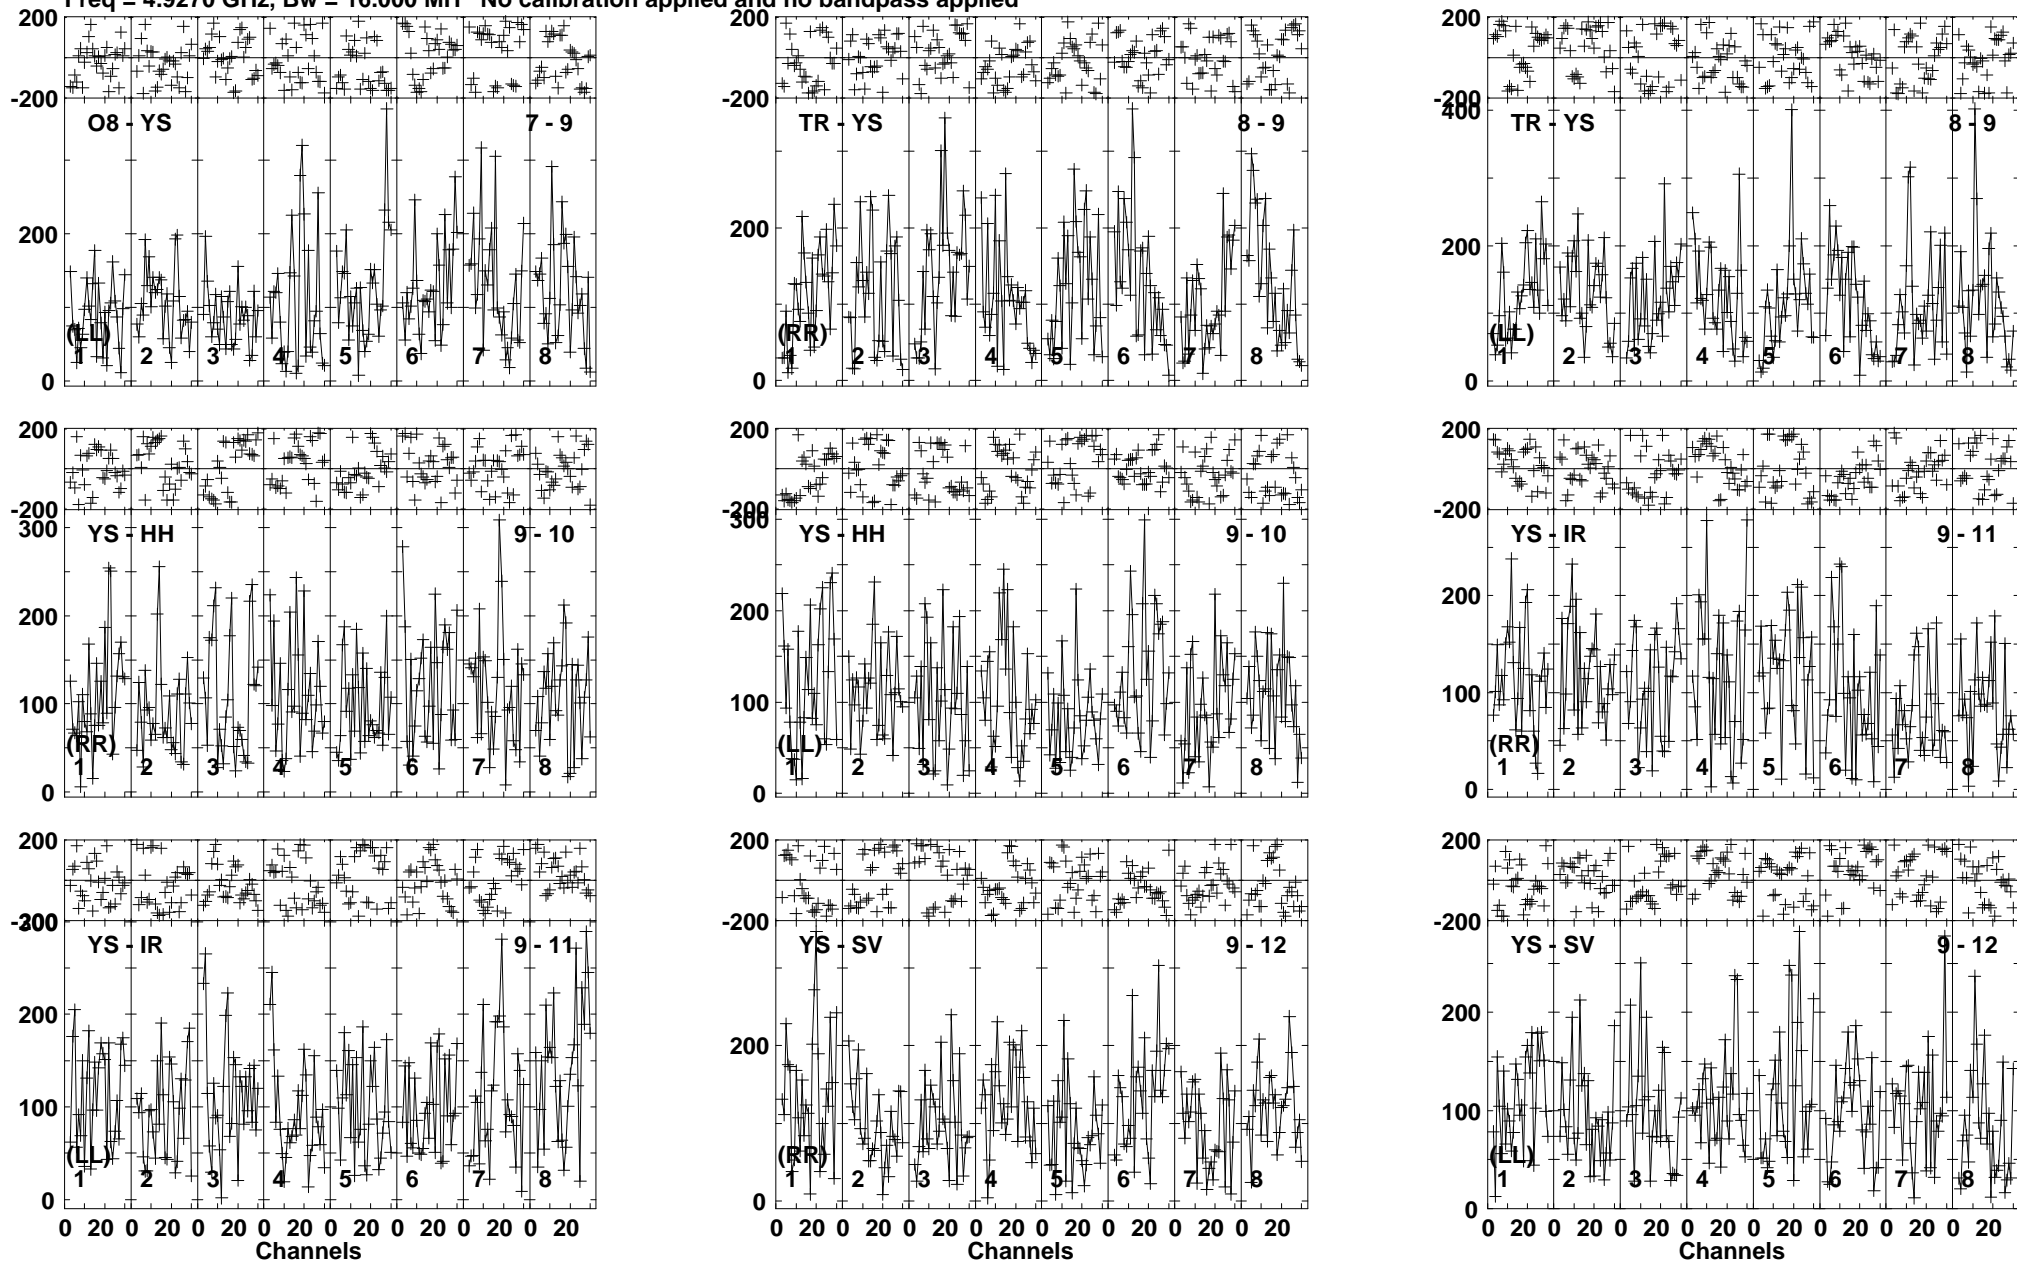 Freq = 4.9270 GHz, Bw = 16.000 MH No calibration applied and no bandpass applied
200 200 200
-200 -200 -200
400
O8 - YS 7 - 9 TR - YS 8 - 9 TR - YS 8 - 9
200 200 200
(LL) (RR) (LL)
1 2 3 4 5 6 7 8 1 2 3 4 5 6 7 8 1 2 3 4 5 6 7 8
0 0 0
200 200 200
-200 -200 -200
300 300
YS - HH 9 - 10 YS - HH 9 - 10 YS - IR 9 - 11
200 200 200
100 100 100
(RR) (LL) (RR)
1 2 3 4 5 6 7 8 1 2 3 4 5 6 7 8 1 2 3 4 5 6 7 8
0 0 0
200 200 200
-200 -200 -200
300
YS - IR 9 - 11 YS - SV 9 - 12 YS - SV 9 - 12
200 200 200
100 100
(LL) (RR) (LL)
1 2 3 4 5 6 7 8 1 2 3 4 5 6 7 8 1 2 3 4 5 6 7 8
0 0 0
0 20 0 20 0 20 0 20 0 20 0 20 0 20 0 20 0 20 0 20 0 20 0 20 0 20 0 20 0 20 0 20 0 20 0 20 0 20 0 20 0 20 0 20 0 20 0 20
Channels Channels Channels